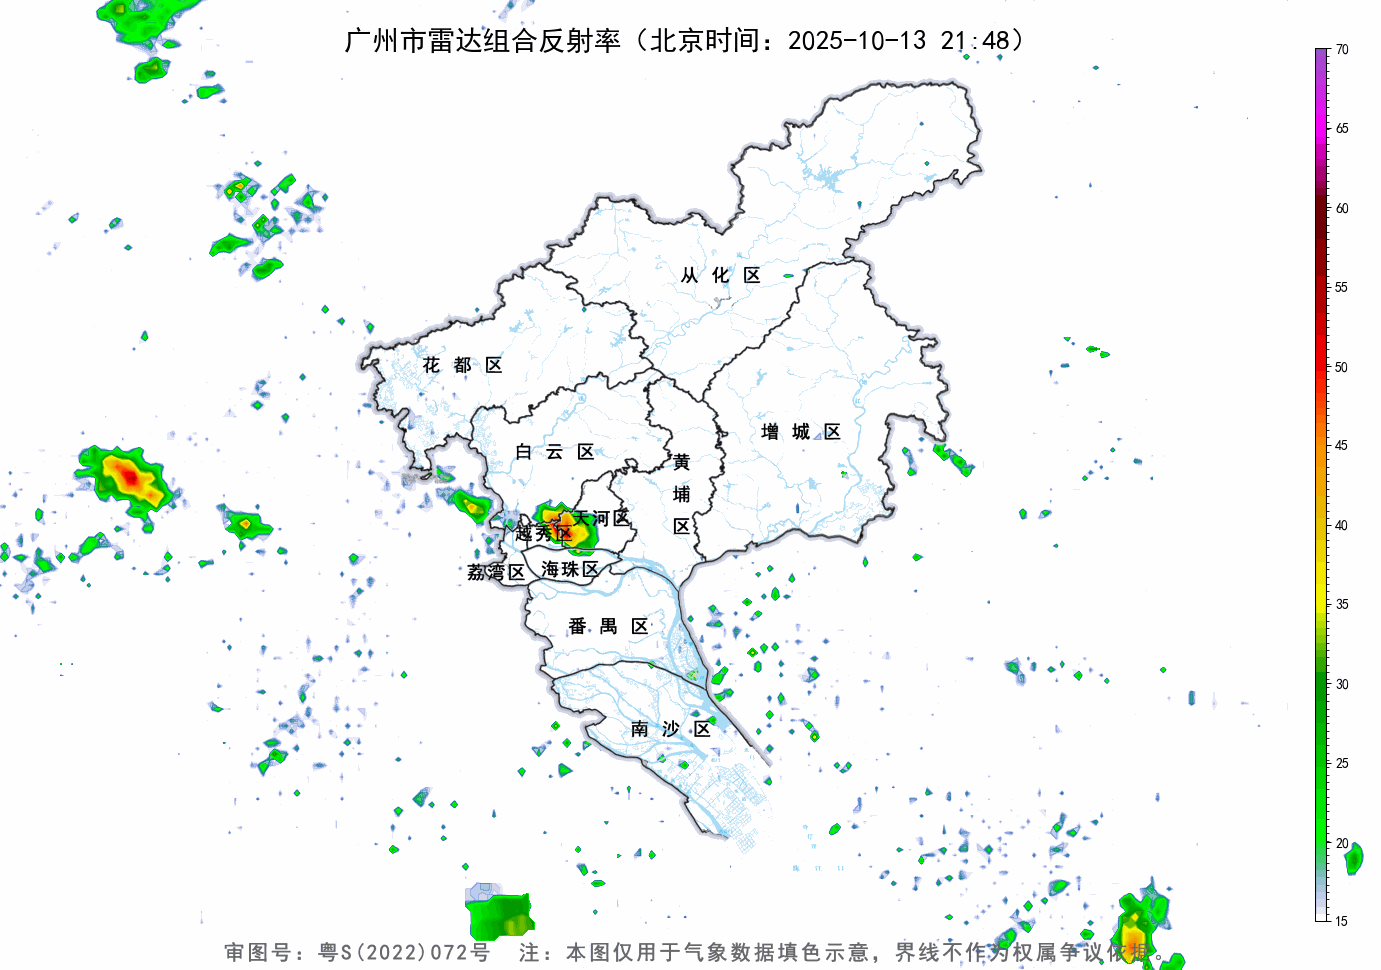 广州市雷达组合反射率（北京时间：2025-10-13 21:48）
70
65
60
55
50
45
40
35
30
25
20
15
从化区
花都区
增城区
白云区
黄埔区
天河区
越秀区
荔湾区
海珠区
番禺区
南沙区
审图号：粤S(2022)072号 注：本图仅用于气象数据填色示意，界线不作为权属争议依据。